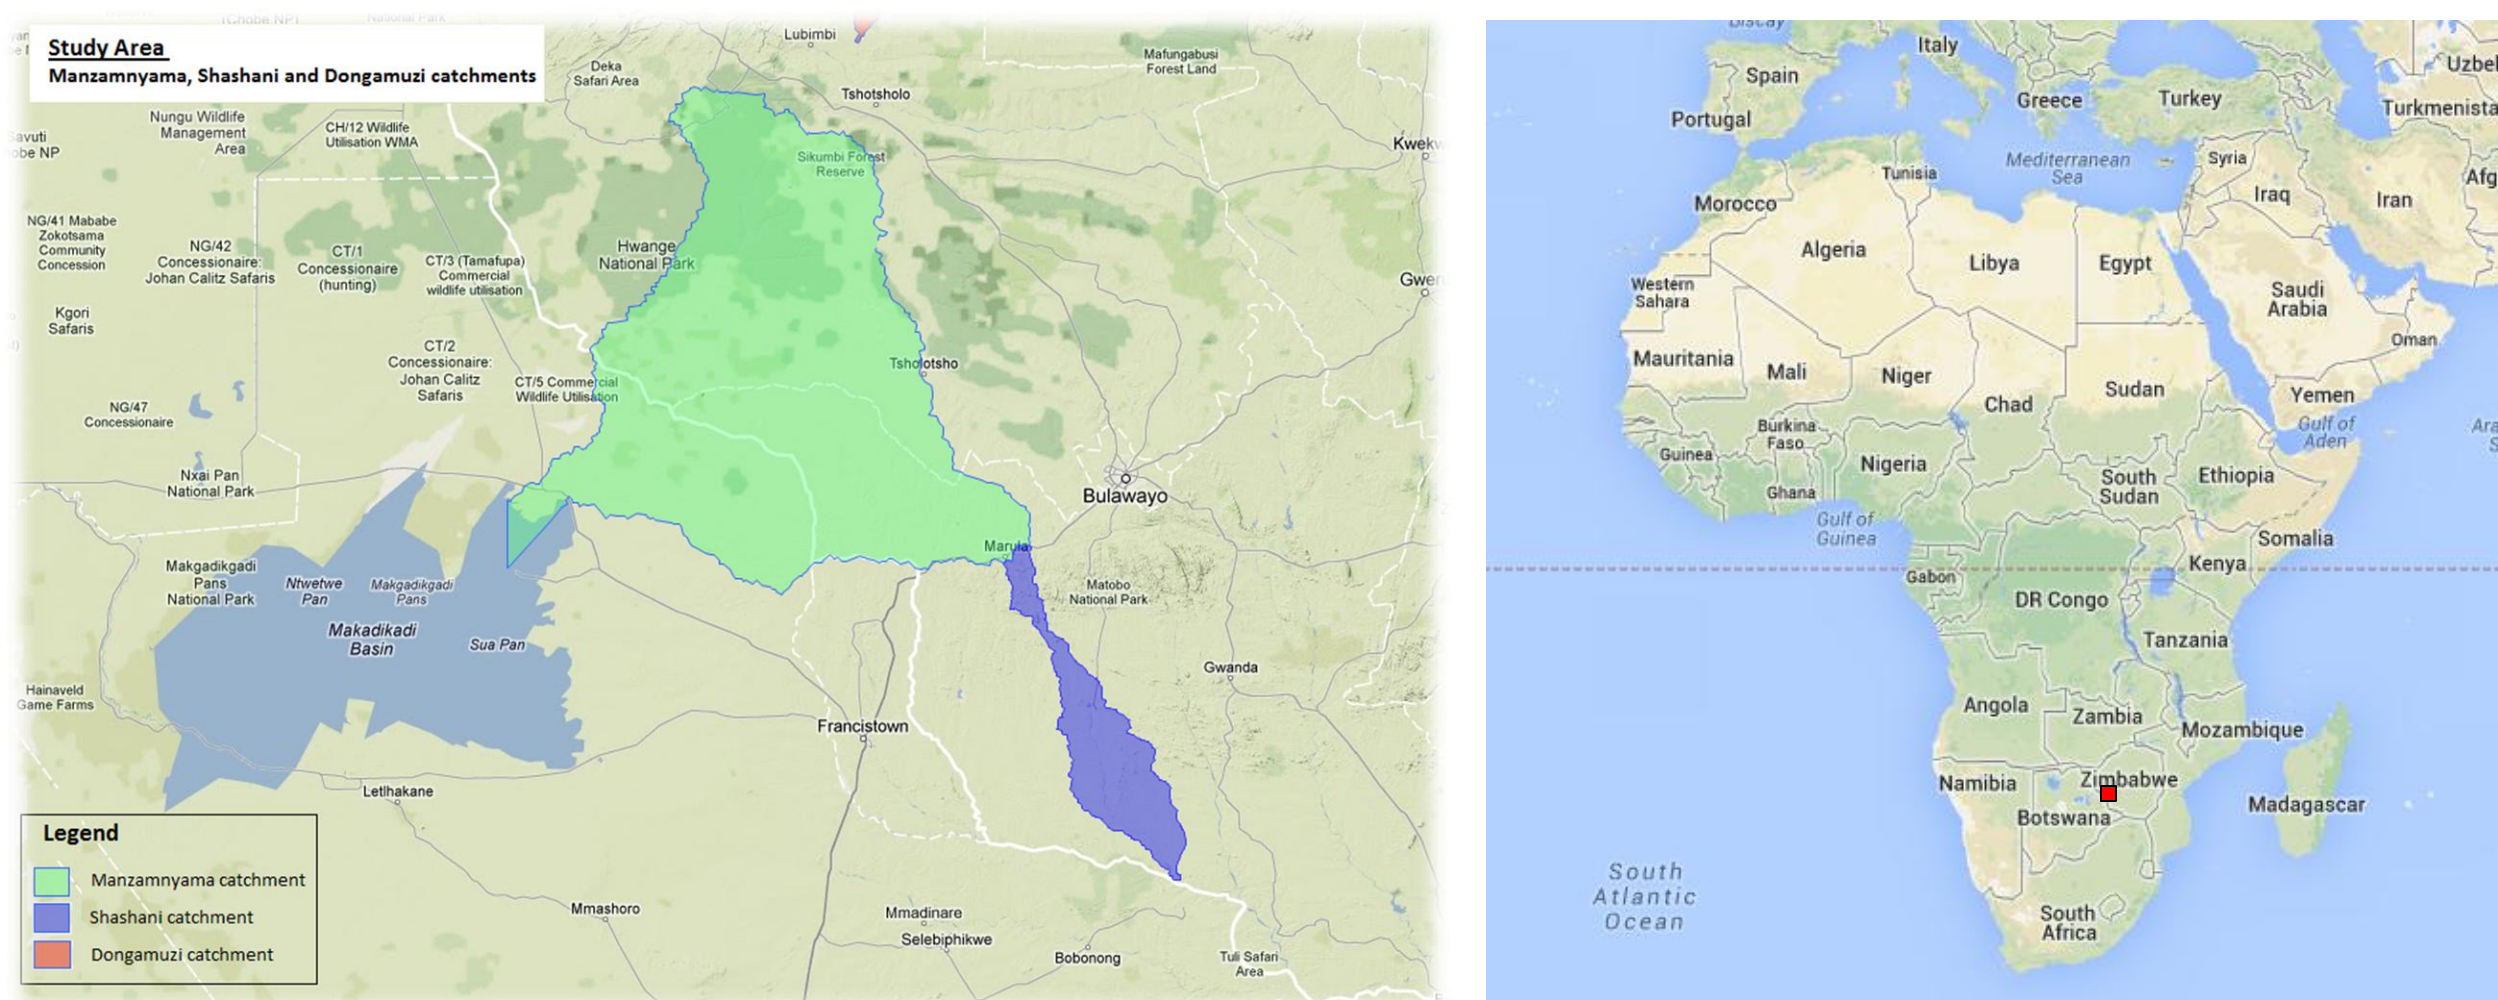 (Chobe NP)
National Park
Study Area
Manzamnyama, Shashani and Dongamuzi catchments
Lubimbi
Deka
Safari Area
Mafungabusi
Forest Land
Tshotsholo
Nungu Wildlife
Management
Area
CH/12 Wildlife
Utilisation WMA
Savuti
obe NP
Kwekw
Sikumbi Forest
Reserve
NG/41 Mababe
Zokotsama
Community
Concession
NG/42
Concessionaire:
Johan Calitz Safaris
CT/1
Concessionaire
(hunting)
CT/3 (Tamafupa)
Commercial
wildlife utilisation
Hwange
National Park
Gwer
Kgori
Safaris
CT/2
Concessionaire:
Johan Calitz
Safaris
CT/5 Commercial
Wildlife Utilisation
Tsholotsho
NG/47
Concessionaire
Nxai Pan
National Park
Bulawayo
Marula
Makgadikgadi
Pans
National Park
Ntwetwe
Pan
Makgadikgadi
Pans
Matobo
National Park
Makadikadi
Basin
Sua Pan
Gwanda
Hainaveld
Game Farms
Francistown
Letlhakane
Legend
Manzamnyama catchment
Shashani catchment
Dongamuzi catchment
Mmashoro
Mmadinare
Selebiphikwe
Bobonong
Tuli Safari
Area
Biscay
Italy
Spain
Portugal
Greece
Turkey
Uzbel
Turkmenista
Tunisia
Mediterranean
Sea
Syria
Iraq
Iran
Afg
Morocco
Algeria
Libya
Egypt
Western
Sahara
Saudi
Arabia
Oman
Mauritania
Mali
Niger
Chad
Sudan
Yemen
Gulf of
Aden
Ara
S
Burkina
Faso
Guinea
Ghana
Nigeria
South
Sudan
Ethiopia
Gulf of
Guinea
Somalia
Kenya
Gabon
DR Congo
Tanzania
Angola
Zambia
Mozambique
Namibia
Zimbabwe
Botswana
Madagascar
South
Atlantic
Ocean
South
Africa